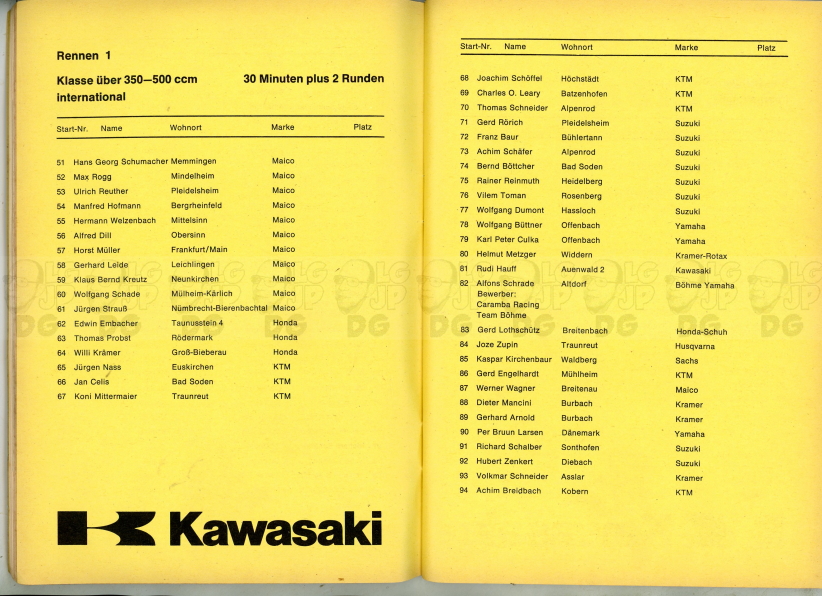 Rennen 1
Klasse über 350—500 ccm 30 Minuten plus 2 Runden
international
Start-Nr. Name Wohnort Marke Platz
51 Hans Georg Schumacher Memmingen Maico
52 Max Rogg Mindelheim Maico
53 Ulrich Reuther Pleidelsheim Maico
54 Manfred Hofmann Bergrheinfeld Maico
55 Hermann Welzenbach Mittelsinn Maico
56 Alfred Dill Obersinn Maico
57 Horst Müller Frankfurt/Main Maico
58 Gerhard Leide Leichlingen Maico
59 Klaus Bernd Kreutz Neunkirchen Maico
60 Wolfgang Schade Mülheim-Kärlich Maico
61 Jürgen Strauß Nümbrecht-Bierenbachtal Maico
62 Edwin Embacher Taunusstein 4 Honda
63 Thomas Probst Rödermark Honda
64 Willi Krämer Groß-Bieberau Honda
65 Jürgen Nass Euskirchen KTM
66 Jan Celis Bad Soden KTM
67 Koni Mittermaier Traunreut KTM
Kawasaki
Start-Nr. Name Wohnort Marke Platz
68 Joachim Schöffel Höchstädt KTM
69 Charles O. Leary Batzenhofen KTM
70 Thomas Schneider Alpenrod KTM
71 Gerd Rörich Pleidelsheim Suzuki
72 Franz Baur Bühlertann Suzuki
73 Achim Schäfer Alpenrod Suzuki
74 Bernd Böttcher Bad Soden Suzuki
75 Rainer Reinmuth Heidelberg Suzuki
76 Vilem Toman Rosenberg Suzuki
77 Wolfgang Dumont Hassloch Suzuki
78 Wolfgang Büttner Offenbach Yamaha
79 Karl Peter Culka Offenbach Yamaha
80 Helmut Metzger Widdern Kramer-Rotax
81 Rudi Hauff Auenwald 2 Kawasaki
82 Alfons Schrade Altdorf Böhme Yamaha
Bewerber:
Caramba Racing
Team Böhme
83 Gerd Lothschütz Breitenbach Honda-Schuh
84 Joze Zupin Traunreut Husqvarna
85 Kaspar Kirchenbaur Waldberg Sachs
86 Gerd Engelhardt Mühlheim KTM
87 Werner Wagner Breitenau Maico
88 Dieter Mancini Burbach Kramer
89 Gerhard Arnold Burbach Kramer
90 Per Bruun Larsen Dänemark Yamaha
91 Richard Schalber Sonthofen Suzuki
92 Hubert Zenkert Diebach Suzuki
93 Volkmar Schneider Asslar Kramer
94 Achim Breidbach Kobern KTM